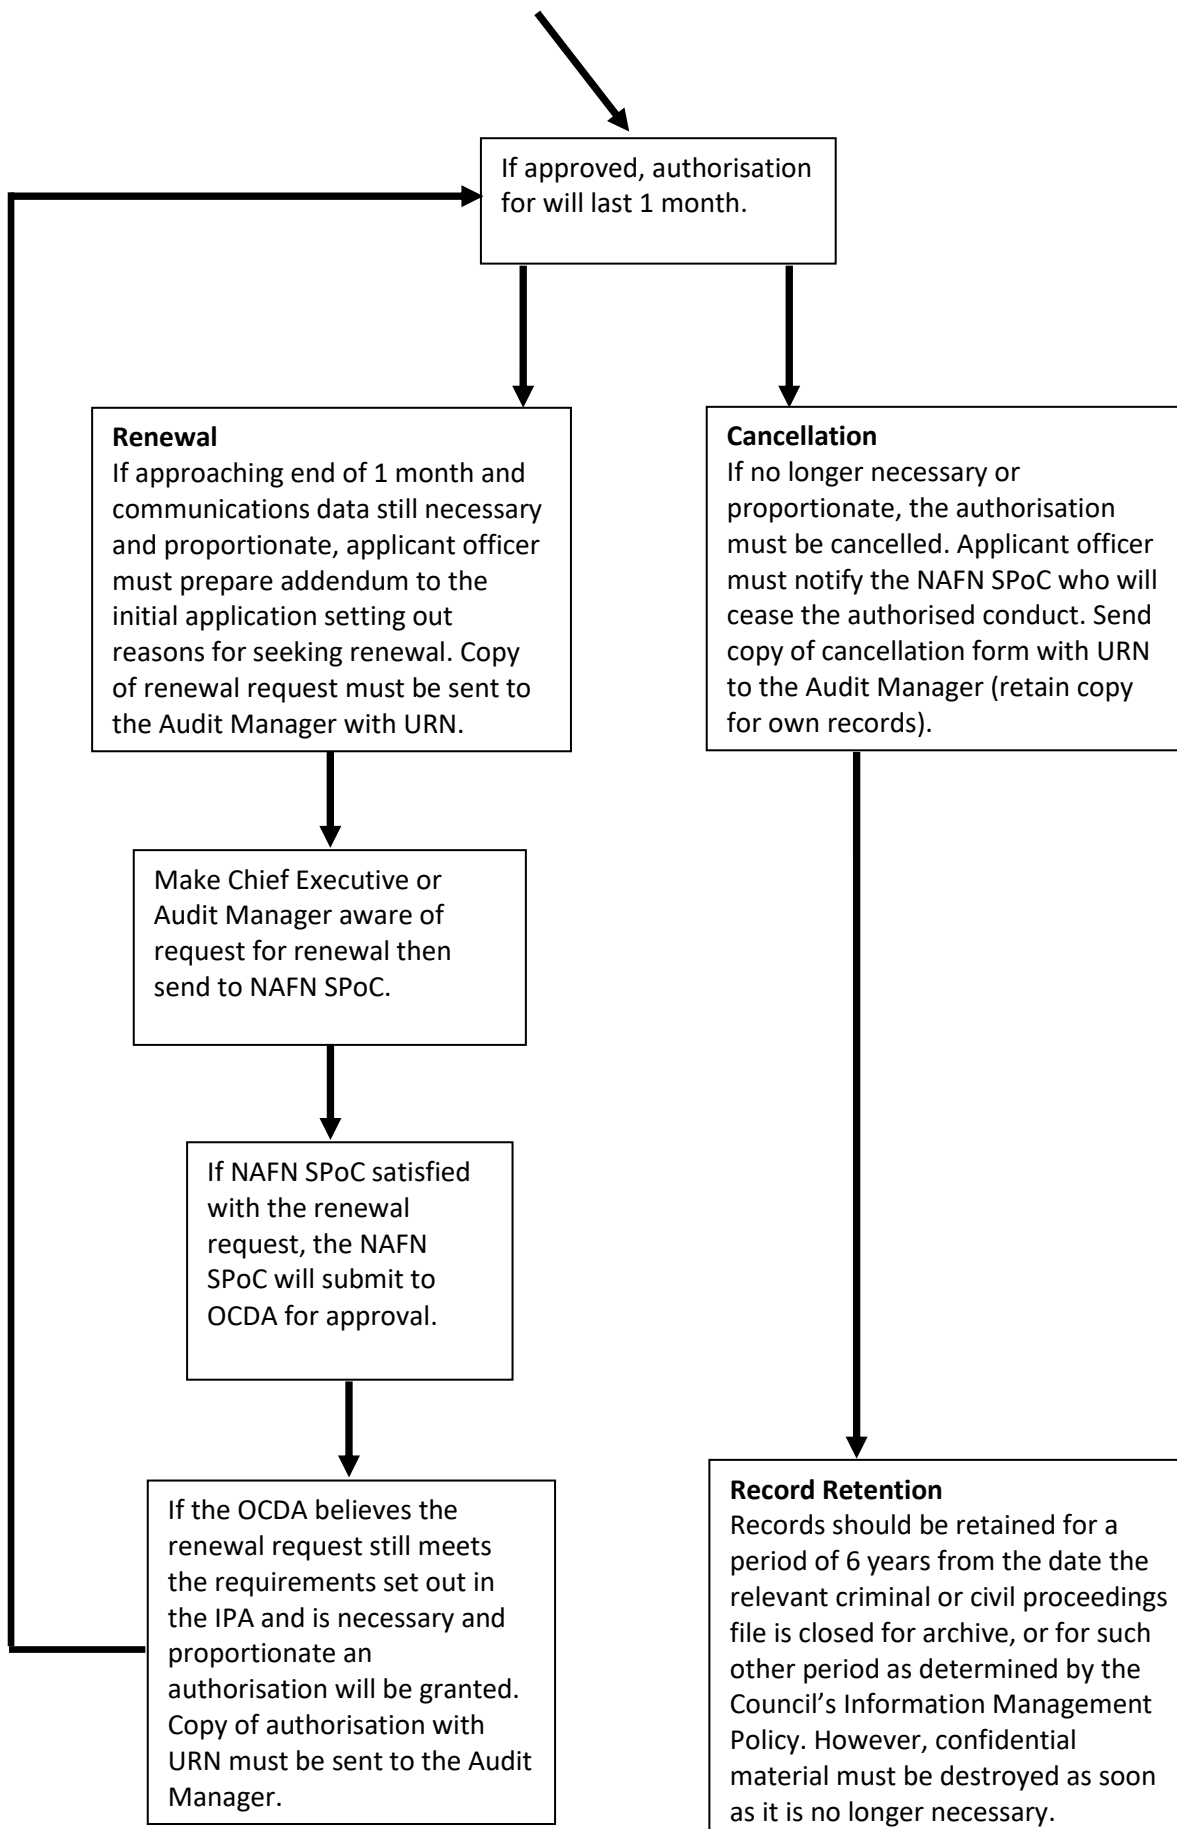 If approved, authorisation
for will last 1 month.
Renewal
If approaching end of 1 month and
communications data still necessary
and proportionate, applicant officer
must prepare addendum to the
initial application setting out
reasons for seeking renewal. Copy
of renewal request must be sent to
the Audit Manager with URN.
Cancellation
If no longer necessary or
proportionate, the authorisation
must be cancelled. Applicant officer
must notify the NAFN SPoC who will
cease the authorised conduct. Send
copy of cancellation form with URN
to the Audit Manager (retain copy
for own records).
Make Chief Executive or
Audit Manager aware of
request for renewal then
send to NAFN SPoC.
If NAFN SPoC satisfied
with the renewal
request, the NAFN
SPoC will submit to
OCDA for approval.
If the OCDA believes the
renewal request still meets
the requirements set out in
the IPA and is necessary and
proportionate an
authorisation will be granted.
Copy of authorisation with
URN must be sent to the Audit
Manager.
Record Retention
Records should be retained for a
period of 6 years from the date the
relevant criminal or civil proceedings
file is closed for archive, or for such
other period as determined by the
Council’s Information Management
Policy. However, confidential
material must be destroyed as soon
as it is no longer necessary.